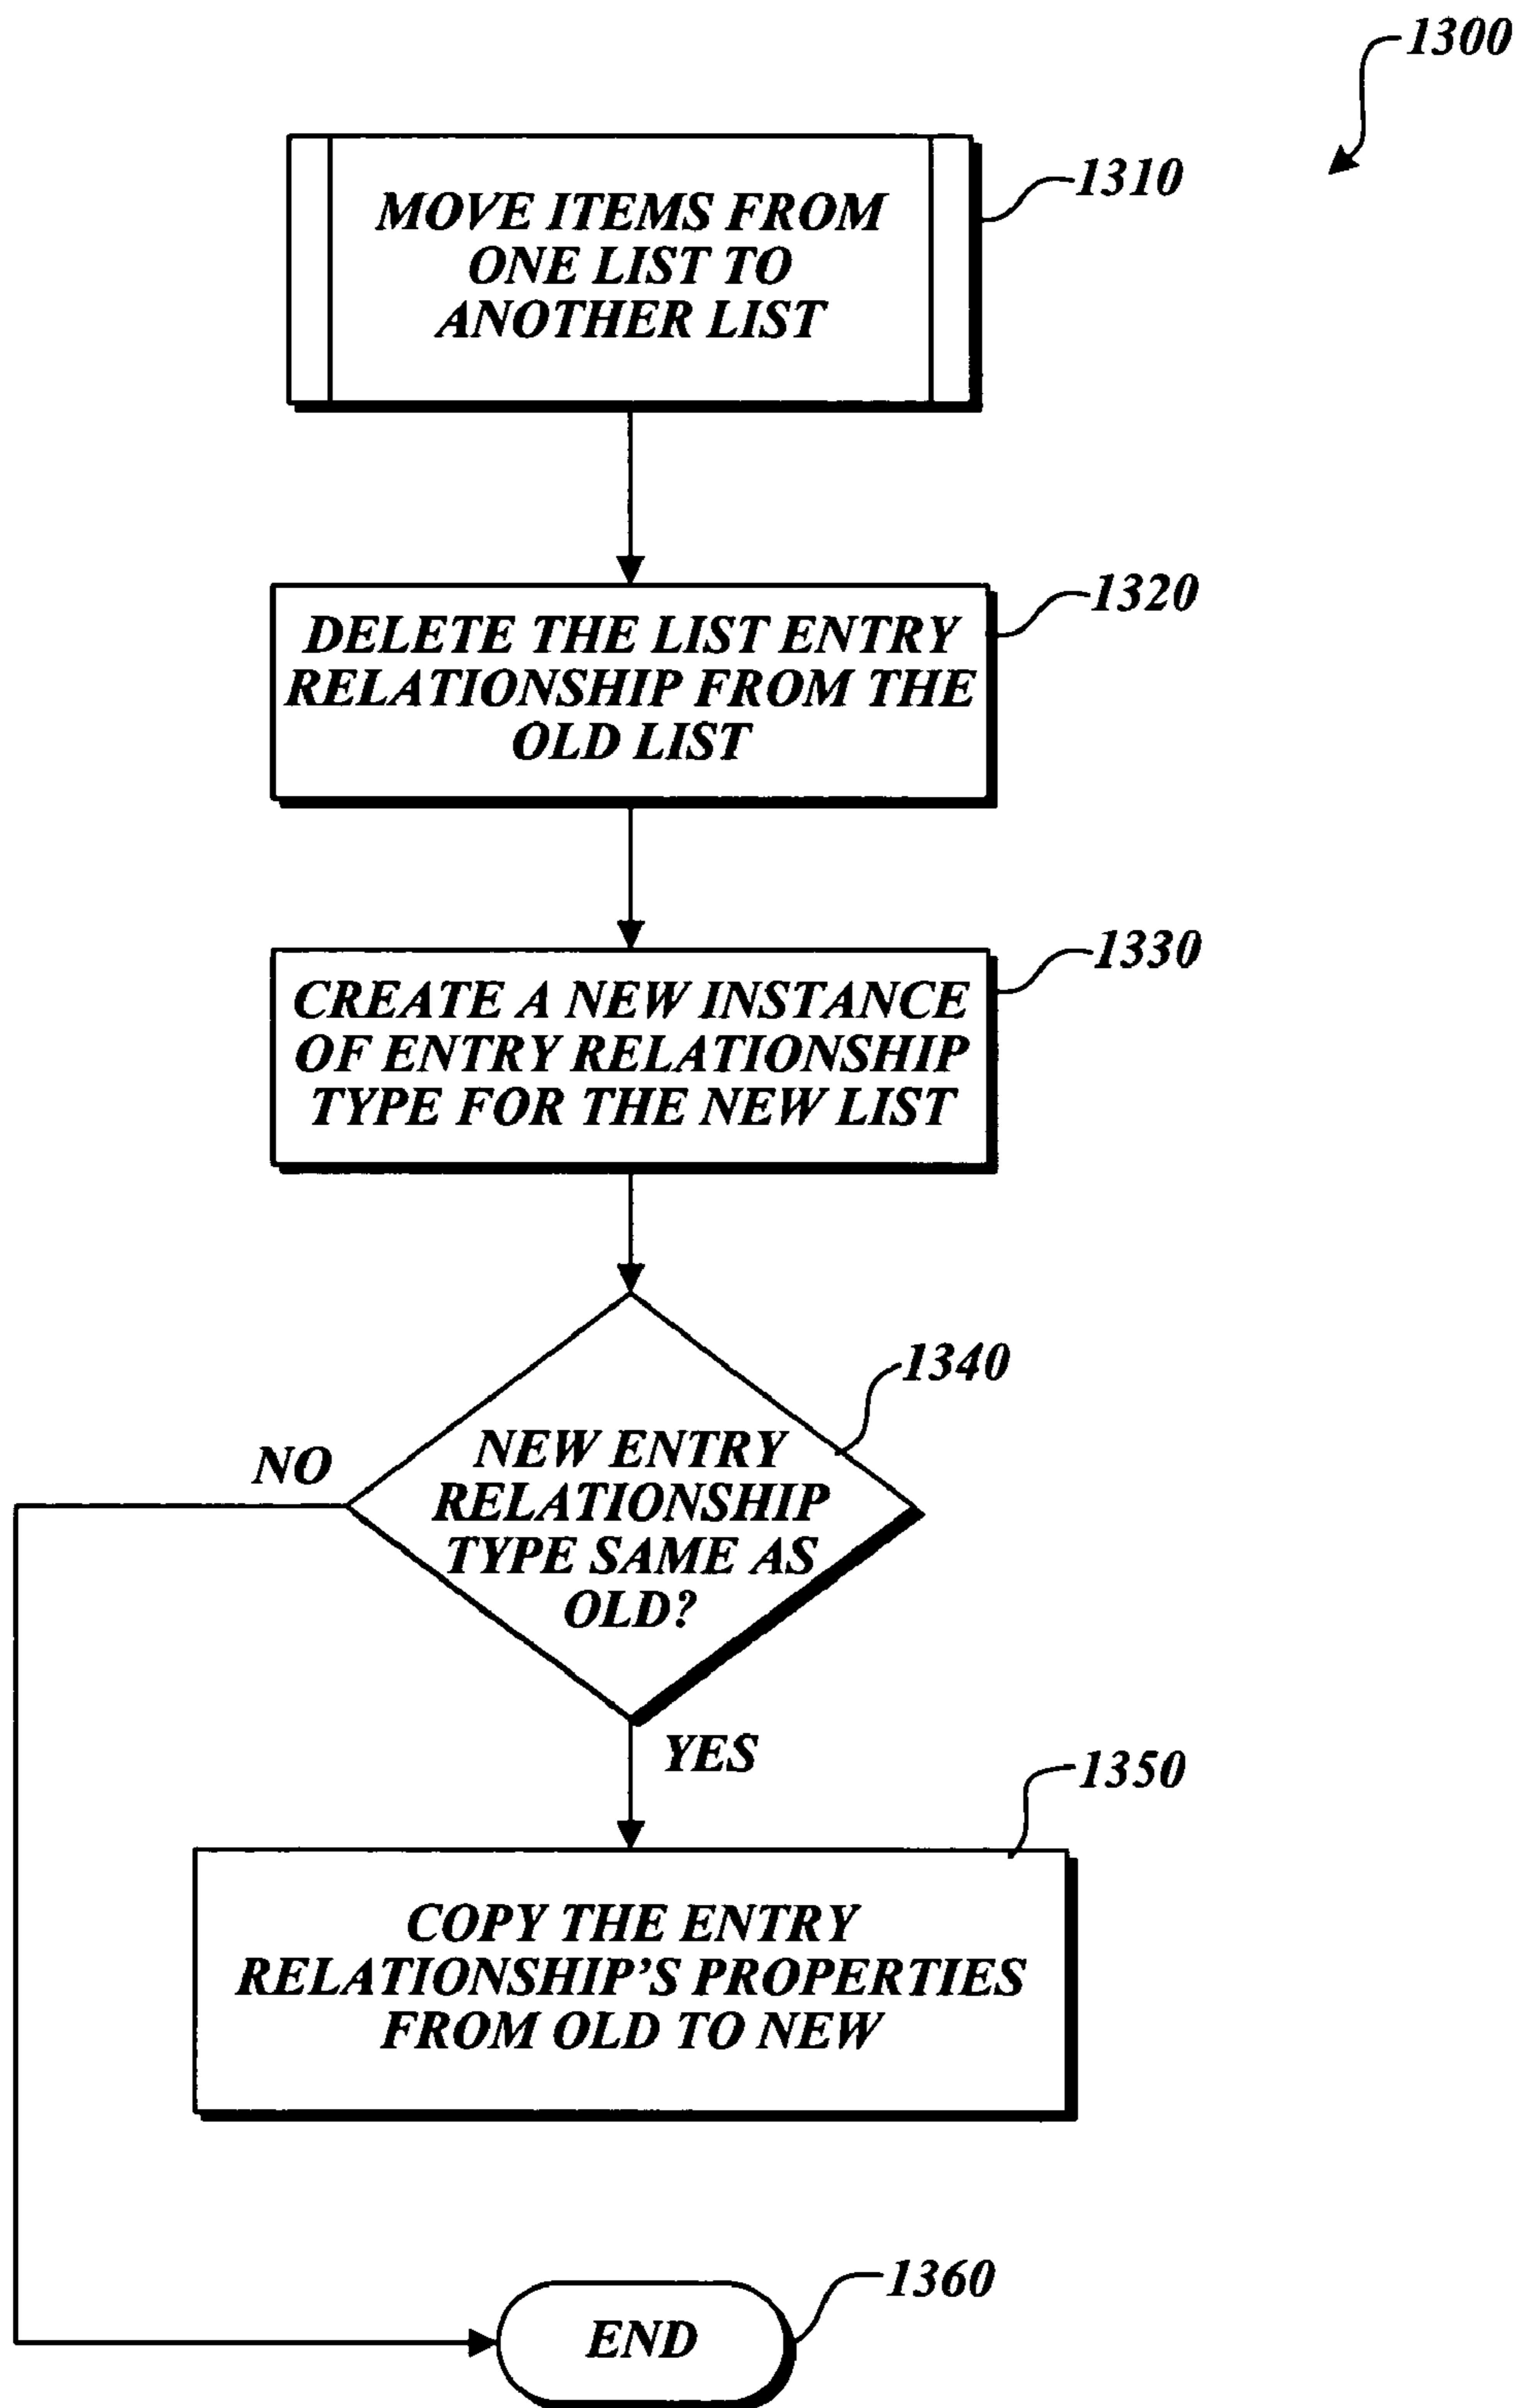 1300
1310
MOVE ITEMS FROM
ONE LIST TO
ANOTHER LIST
1320
DELETE THE LIST ENTRY
RELATIONSHIP FROM THE
OLD LIST
1330
CREATE A NEW INSTANCE
OF ENTRY RELATIONSHIP
TYPE FOR THE NEW LIST
1340
NO
NEW ENTRY
RELATIONSHIP
TYPE SAME AS
OLD?
YES
1350
COPY THE ENTRY
RELATIONSHIP'S PROPERTIES
FROM OLD TO NEW
1360
END